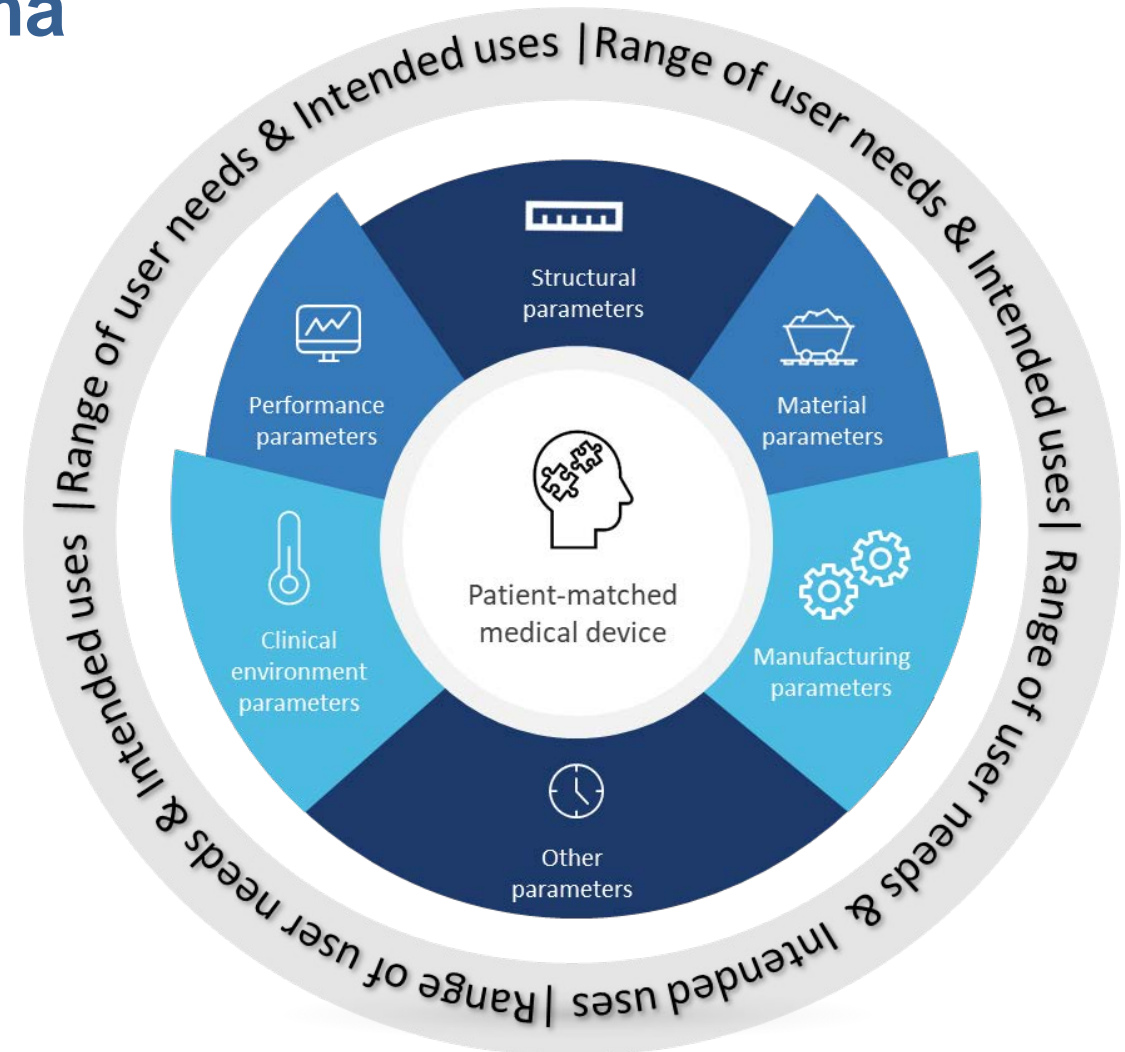 na
Range of user needs & Intended uses | Range of user needs & Intended uses | Range of user needs & Intended uses | Range of user needs & Intended uses |
Structural
parameters
Material
parameters
Manufacturing
parameters
Other
parameters
Clinical
environment
parameters
Performance
parameters
Patient-matched
medical device